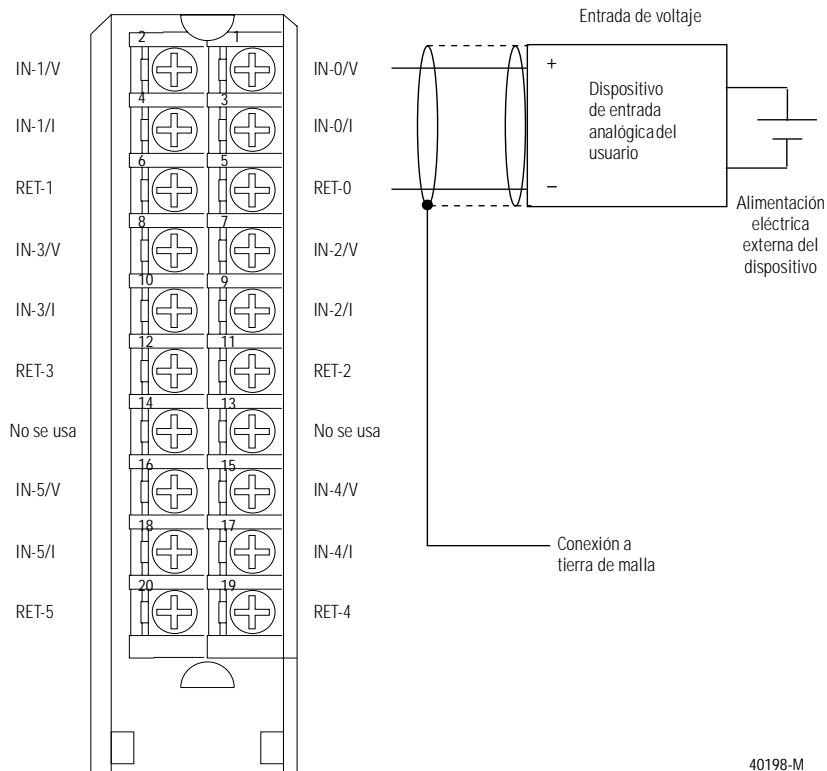 Entrada de voltaje
2 1
IN-1/V IN-0/V
+
Dispositivo
de entrada
analógica del
usuario
4 3
IN-1/I IN-0/I
6 5
RET-1 RET-0
–
Alimentación
eléctrica
externa del
dispositivo
8 7
IN-3/V IN-2/V
10 9
IN-3/I IN-2/I
12 11
RET-3 RET-2
14 13
No se usa No se usa
16 15
IN-5/V IN-4/V
18 17
IN-5/I IN-4/I
Conexión a
tierra de malla
20 19
RET-5 RET-4
40198-M